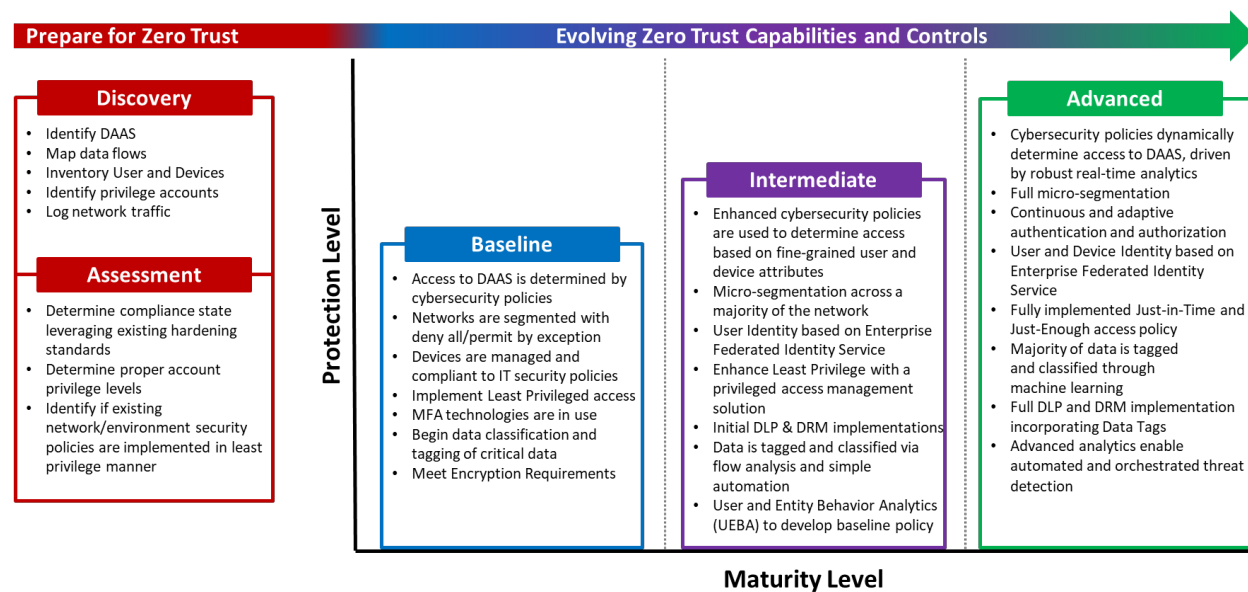 Prepare for Zero Trust
Evolving Zero Trust Capabilities and Controls
Discovery
• Identify DAAS
• Map data flows
• Inventory User and Devices
• Identify privilege accounts
• Log network traffic
Assessment
• Determine compliance state
leveraging existing hardening
standards
• Determine proper account
privilege levels
• Identify if existing
network/environment security
policies are implemented in least
privilege manner
Protection Level
Baseline
• Access to DAAS is determined by
cybersecurity policies
• Networks are segmented with
deny all/permit by exception
• Devices are managed and
compliant to IT security policies
• Implement Least Privileged access
• MFA technologies are in use
• Begin data classification and
tagging of critical data
• Meet Encryption Requirements
Intermediate
• Enhanced cybersecurity policies
are used to determine access
based on fine-grained user and
device attributes
• Micro-segmentation across a
majority of the network
• User Identity based on Enterprise
Federated Identity Service
• Enhance Least Privilege with a
privileged access management
solution
• Initial DLP & DRM implementations
• Data is tagged and classified via
flow analysis and simple
automation
• User and Entity Behavior Analytics
(UEBA) to develop baseline policy
Advanced
• Cybersecurity policies dynamically
determine access to DAAS, driven
by robust real-time analytics
• Full micro-segmentation
• Continuous and adaptive
authentication and authorization
• User and Device Identity based on
Enterprise Federated Identity
Service
• Fully implemented Just-in-Time and
Just-Enough access policy
• Majority of data is tagged
and classified through
machine learning
• Full DLP and DRM implementation
incorporating Data Tags
• Advanced analytics enable
automated and orchestrated threat
detection
Maturity Level